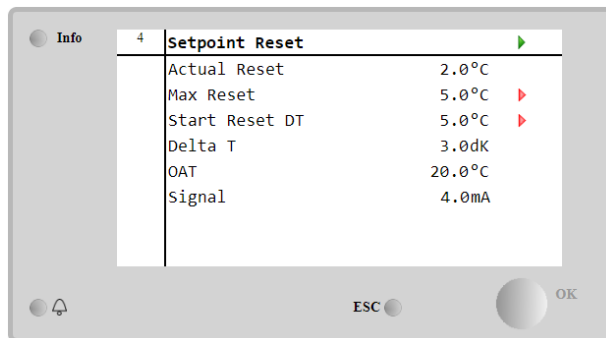 Info
4 Setpoint Reset
Actual Reset 2.0°C
Max Reset 5.0°C
Start Reset DT 5.0°C
Delta T 3.0dK
OAT 20.0°C
Signal 4.0mA
ESC
OK